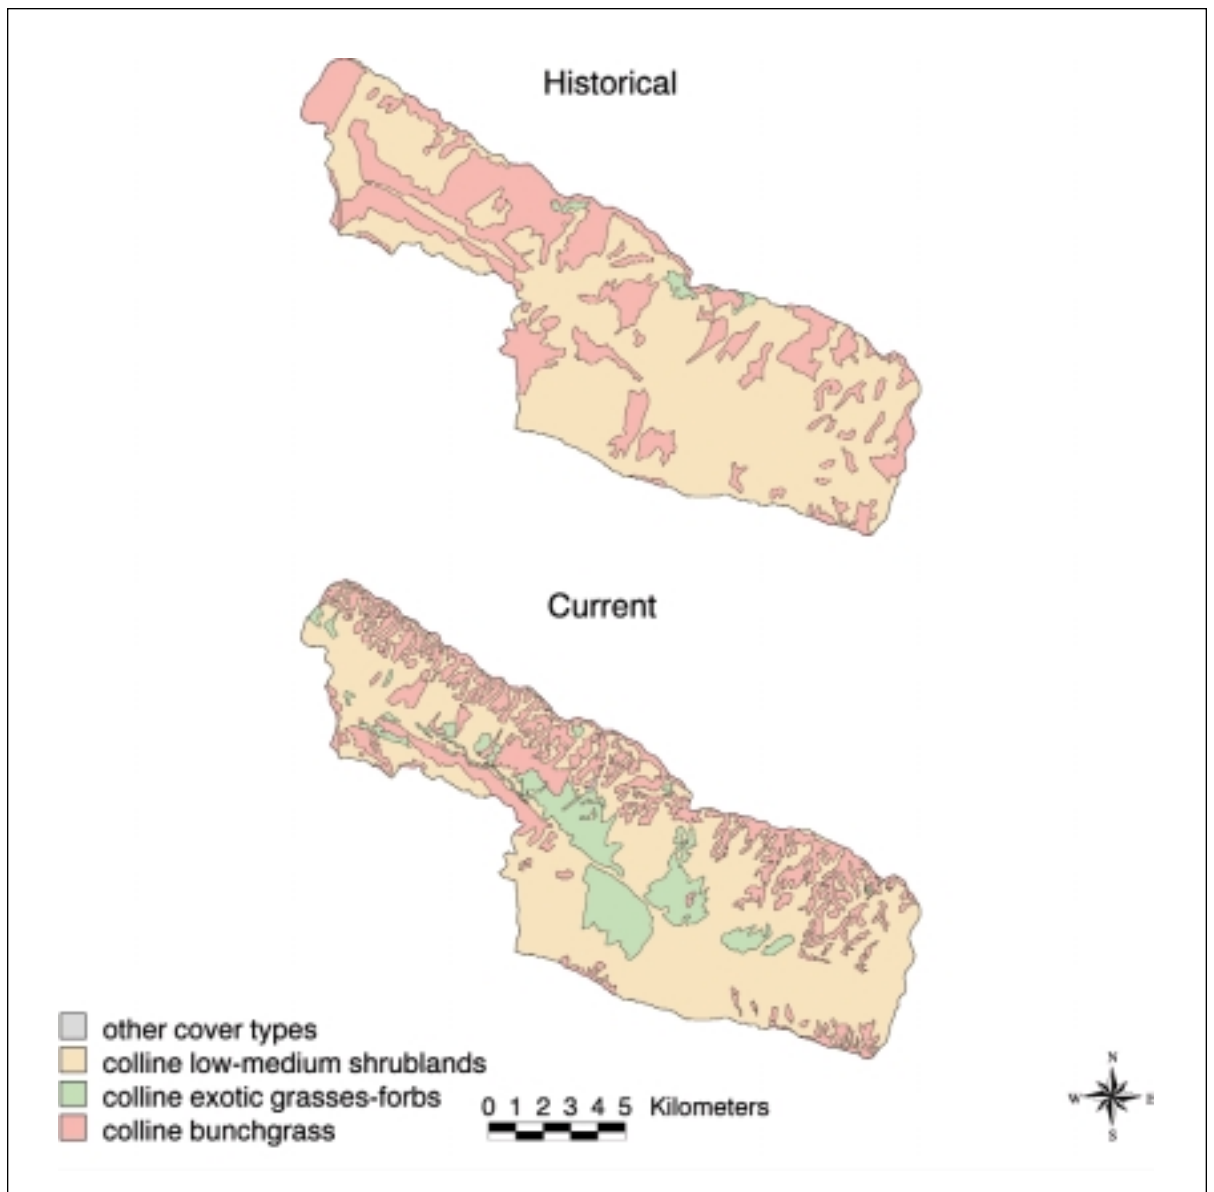 Historical
Current
other cover types
colline low-medium shrublands
colline exotic grasses-forbs
colline bunchgrass
0 1 2 3 4 5 Kilometers
N
W E
S